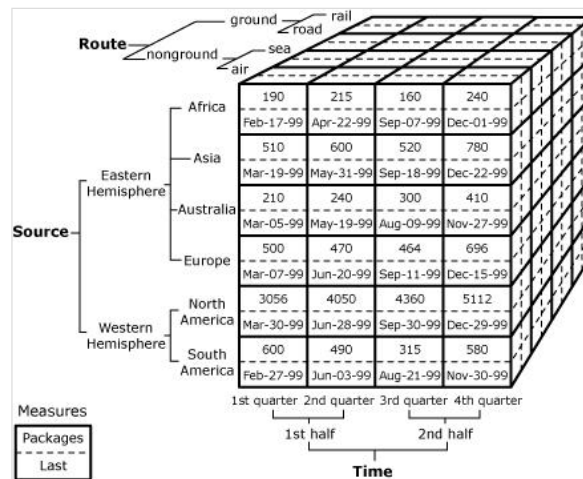 ground
rail
road
Route
nonground
sea
air
190 215 160 240
Africa
Feb-17-99 Apr-22-99 Sep-07-99 Dec-01-99
510 600 520 780
Asia
Mar-19-99 May-31-99 Sep-18-99 Dec-22-99
Eastern
Hemisphere
210 240 300 410
Australia
Mar-05-99 May-19-99 Aug-09-99 Nov-27-99
Source
500 470 464 696
Europe
Mar-07-99 Jun-20-99 Sep-11-99 Dec-15-99
North
America
3056 4050 4360 5112
Mar-30-99 Jun-28-99 Sep-30-99 Dec-29-99
Western
Hemisphere
South
America
600 490 315 580
Feb-27-99 Jun-03-99 Aug-21-99 Nov-30-99
1st quarter 2nd quarter 3rd quarter 4th quarter
Measures
Packages
Last
1st half 2nd half
Time